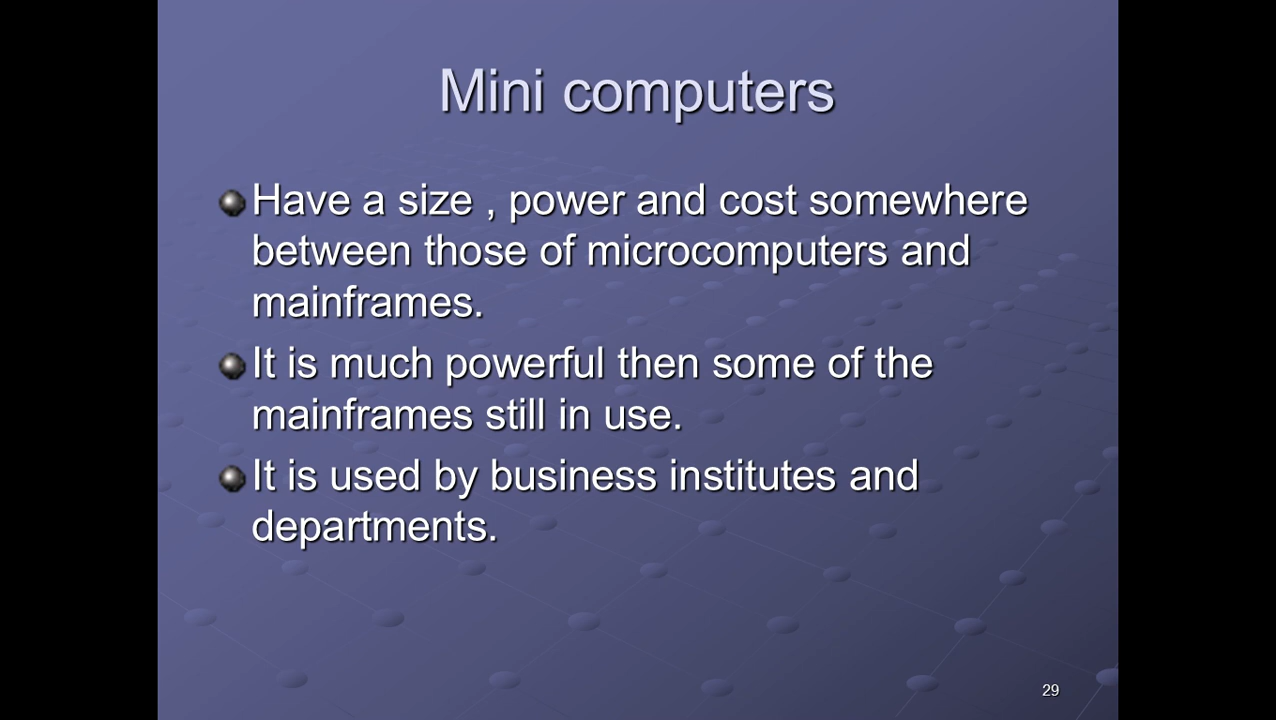 Mini computers
Have a size , power and cost somewhere
between those of microcomputers and
mainframes.
It is much powerful then some of the
mainframes still in use.
It is used by business institutes and
departments.
29